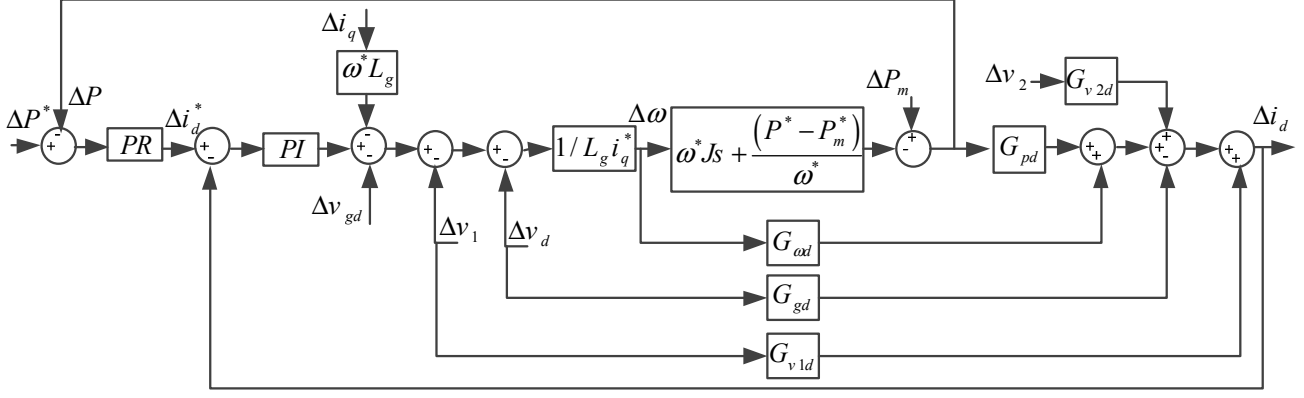 Δi_q
ω*L_g
ΔP*
ΔP
PR
Δi_d*
PI
Δv_gd
Δv_1
Δv_d
1/L_g i_q*
Δω
ω*Js + (P* − P_m*)/ω*
ΔP_m
G_pd
Δv_2
G_v2d
Δi_d
G_ωd
G_gd
G_v1d